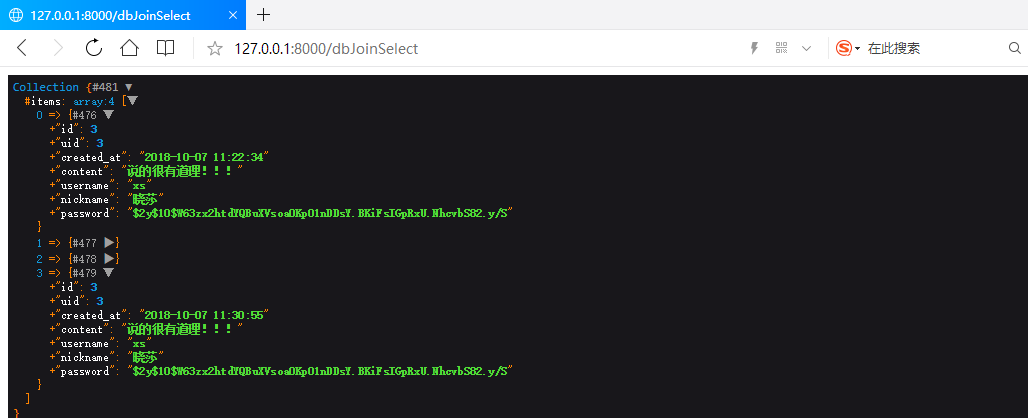 127.0.0.1:8000/dbJoinSelect
127.0.0.1:8000/dbJoinSelect
在此搜索
Collection {#481 ▼
#items: array:4 [▼
0 => {#476 ▼
+"id": 3
+"uid": 3
+"created_at": "2018-10-07 11:22:34"
+"content": "说的很有道理!!!"
+"username": "xs"
+"nickname": "晓莎"
+"password": "$2y$10$W63zx2htdYQBuXVsoaOKpO1nDDsY.BKiFsIGpRxU.NhcvbS82.y/S"
}
1 => {#477 ▶}
2 => {#478 ▶}
3 => {#479 ▼
+"id": 3
+"uid": 3
+"created_at": "2018-10-07 11:30:55"
+"content": "说的很有道理!!!"
+"username": "xs"
+"nickname": "晓莎"
+"password": "$2y$10$W63zx2htdYQBuXVsoaOKpO1nDDsY.BKiFsIGpRxU.NhcvbS82.y/S"
}
]
}